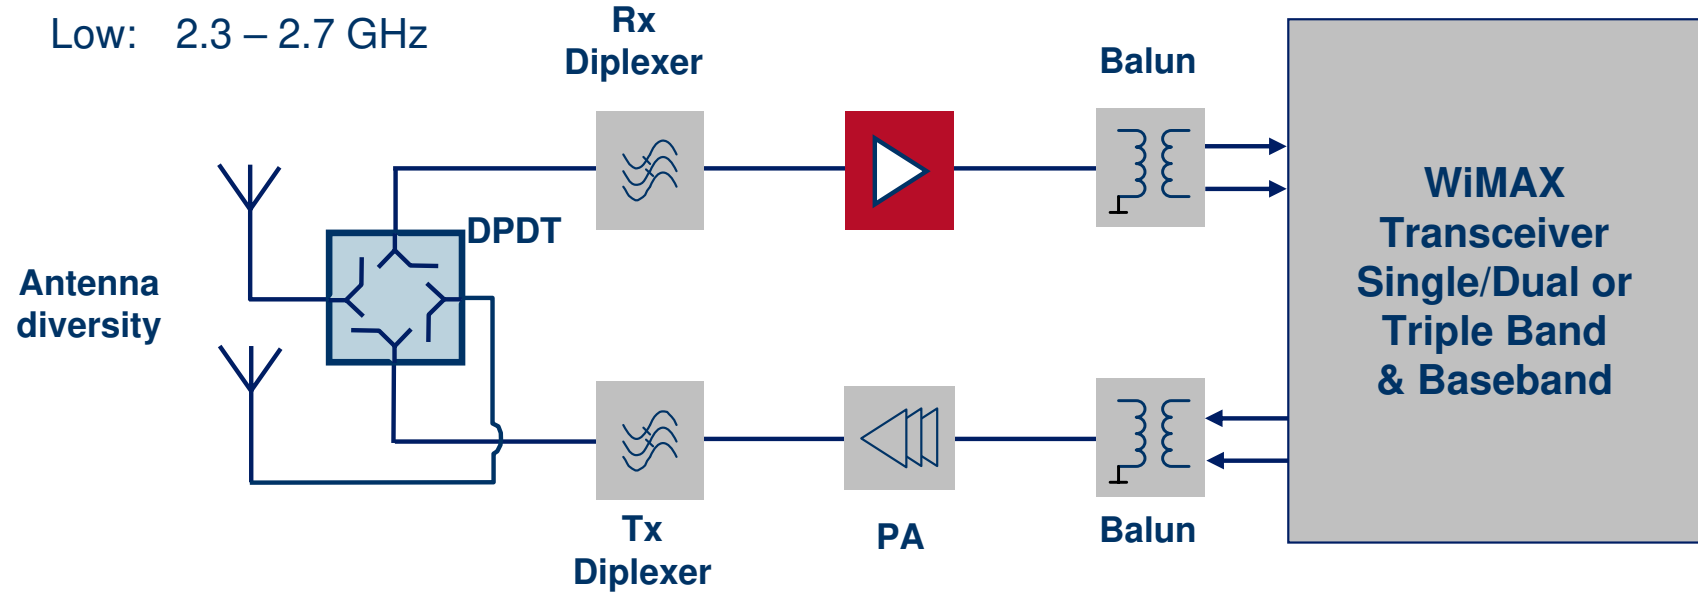 Low: 2.3 – 2.7 GHz
Rx
Diplexer
Balun
DPDT
Antenna
diversity
WiMAX
Transceiver
Single/Dual or
Triple Band
& Baseband
Tx
Diplexer
PA
Balun